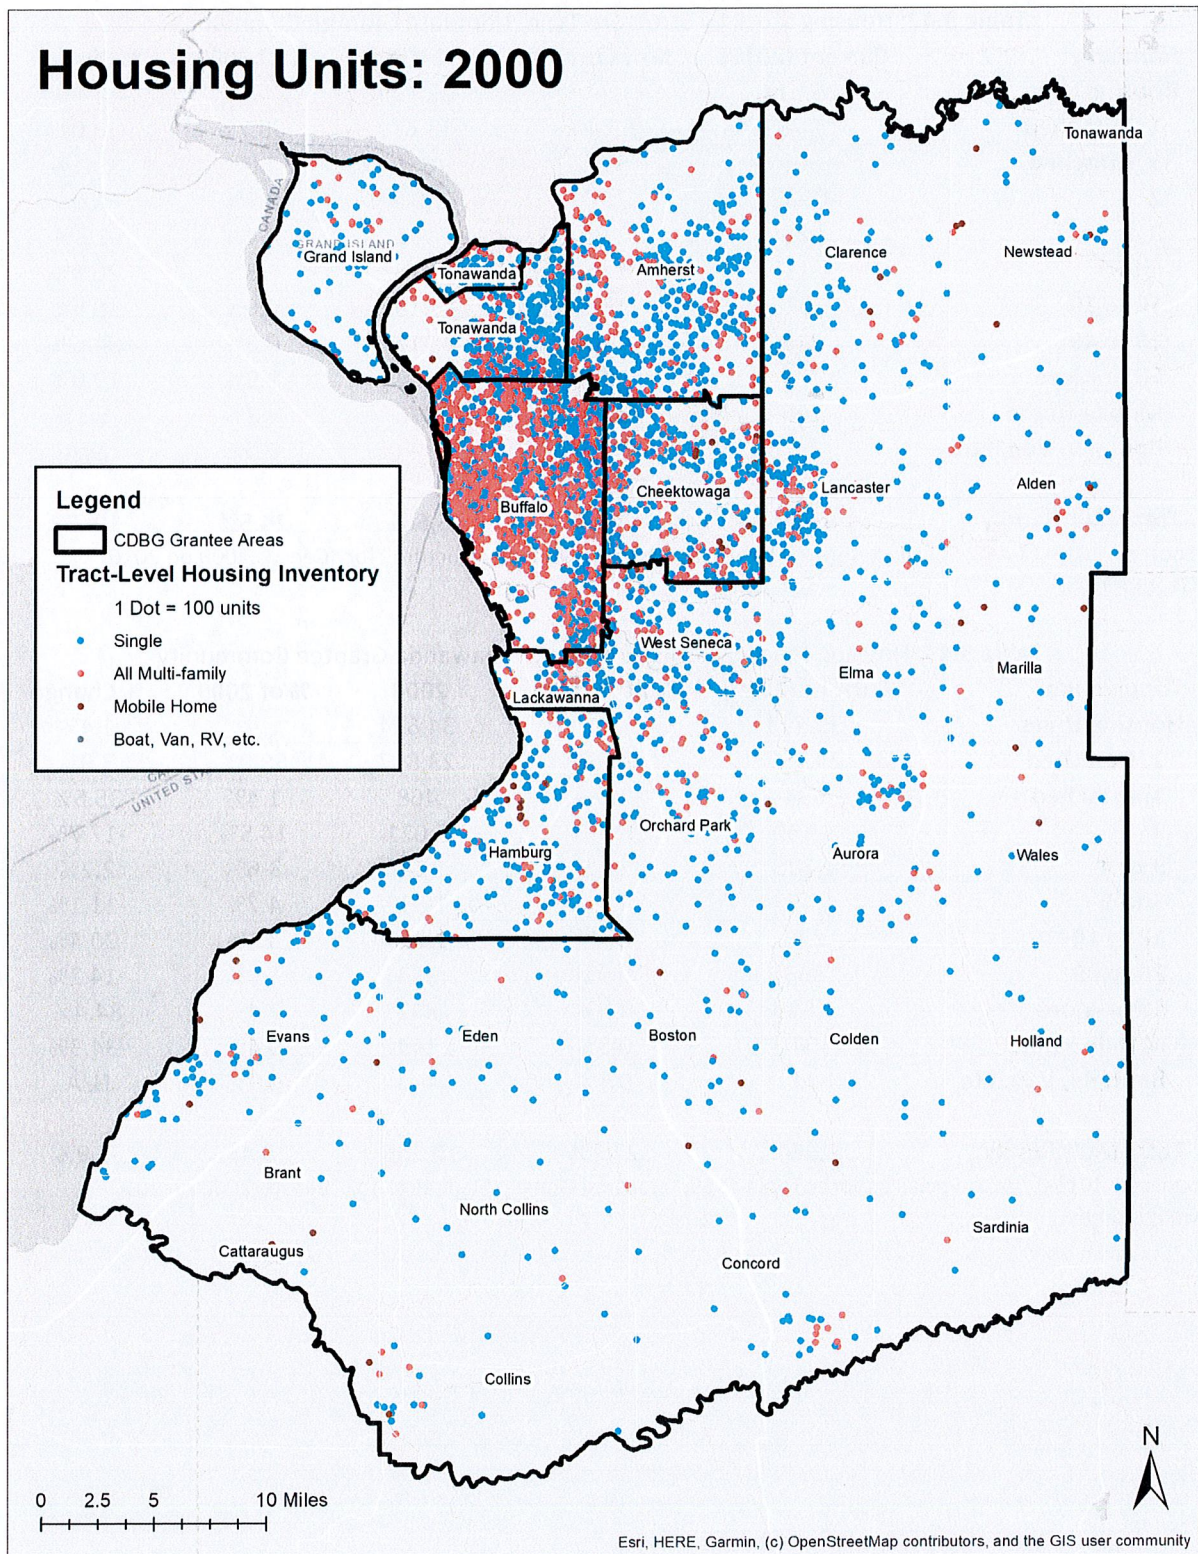 Housing Units: 2000
Tonawanda
CANADA
GRAND ISLAND
Grand Island
Tonawanda
Amherst
Clarence
Newstead
Tonawanda
Buffalo
Cheektowaga
Lancaster
Alden
Legend
CDBG Grantee Areas
Tract-Level Housing Inventory
1 Dot = 100 units
Single
All Multi-family
Mobile Home
Boat, Van, RV, etc.
UNITED STA
West Seneca
Elma
Marilla
Lackawanna
Orchard Park
Hamburg
Aurora
Wales
Evans
Eden
Boston
Colden
Holland
Brant
North Collins
Sardinia
Cattaraugus
Concord
Collins
N
0 2.5 5 10 Miles
Esri, HERE, Garmin, (c) OpenStreetMap contributors, and the GIS user community